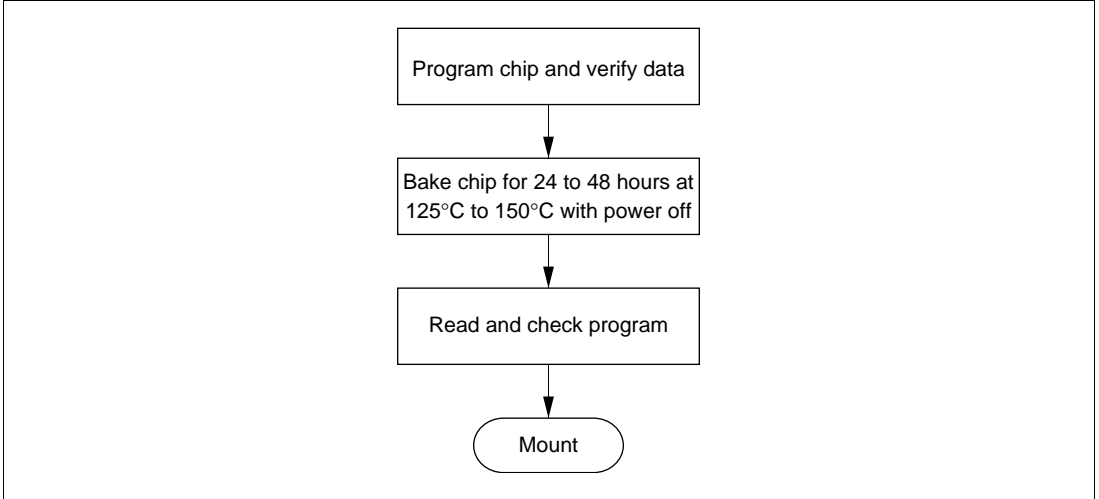 Program chip and verify data
Bake chip for 24 to 48 hours at
125°C to 150°C with power off
Read and check program
Mount